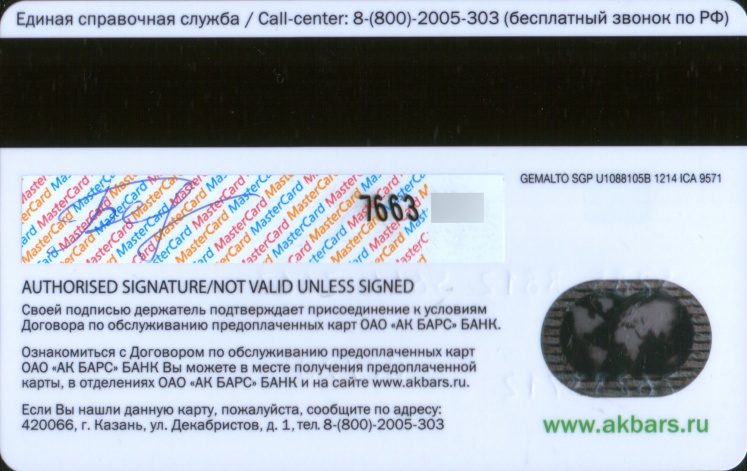 Единая справочная служба / Call-center: 8-(800)-2005-303 (бесплатный звонок по РФ)
GEMALTO SGP U1088105B 1214 ICA 9571
MasterCard MasterCard MasterCard MasterCard
7663
AUTHORISED SIGNATURE/NOT VALID UNLESS SIGNED
Своей подписью держатель подтверждает присоединение к условиям
Договора по обслуживанию предоплаченных карт ОАО «АК БАРС» БАНК.
Ознакомиться с Договором по обслуживанию предоплаченных карт
ОАО «АК БАРС» БАНК Вы можете в месте получения предоплаченной
карты, в отделениях ОАО «АК БАРС» БАНК и на сайте www.akbars.ru.
Если Вы нашли данную карту, пожалуйста, сообщите по адресу:
420066, г. Казань, ул. Декабристов, д. 1, тел. 8-(800)-2005-303
www.akbars.ru